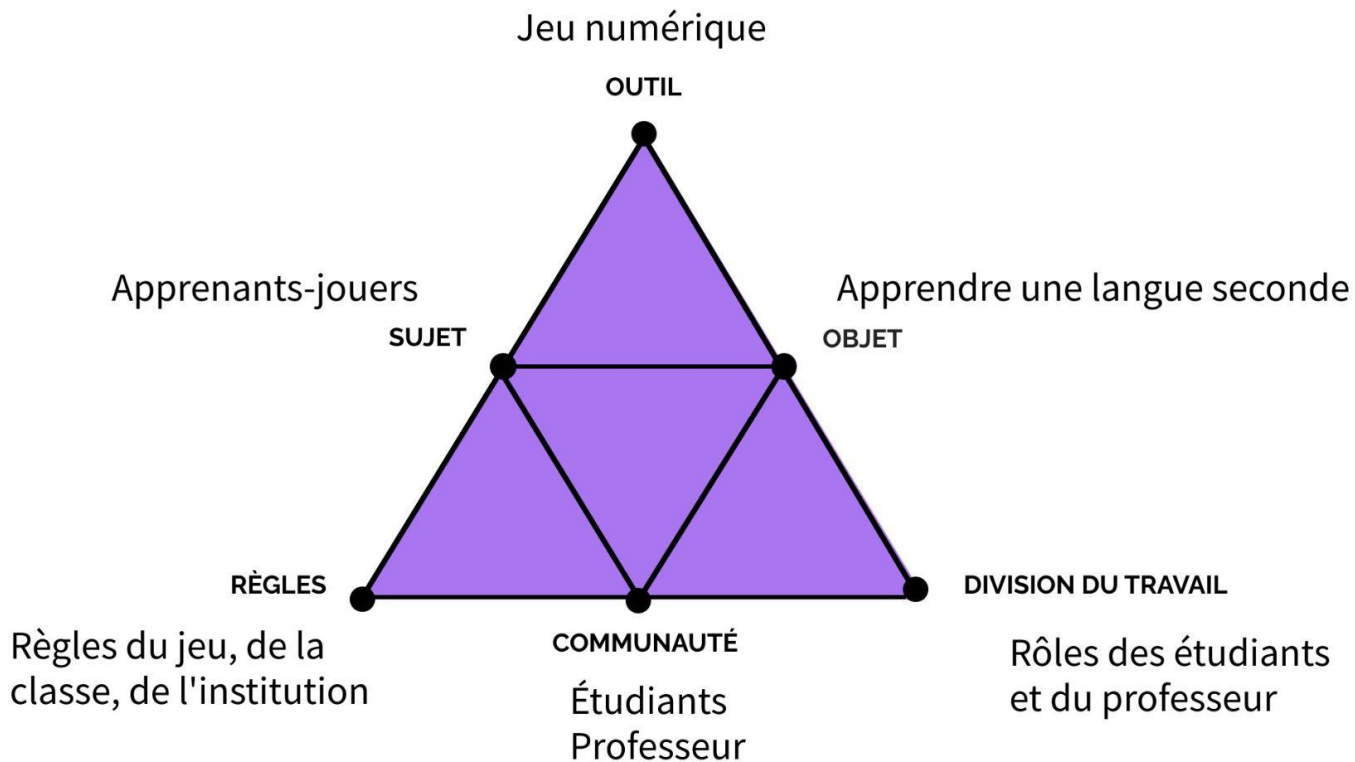 Jeu numérique
OUTIL
Apprenants-jouers
SUJET
Apprendre une langue seconde
OBJET
RÈGLES
Règles du jeu, de la
classe, de l'institution
COMMUNAUTÉ
Étudiants
Professeur
DIVISION DU TRAVAIL
Rôles des étudiants
et du professeur